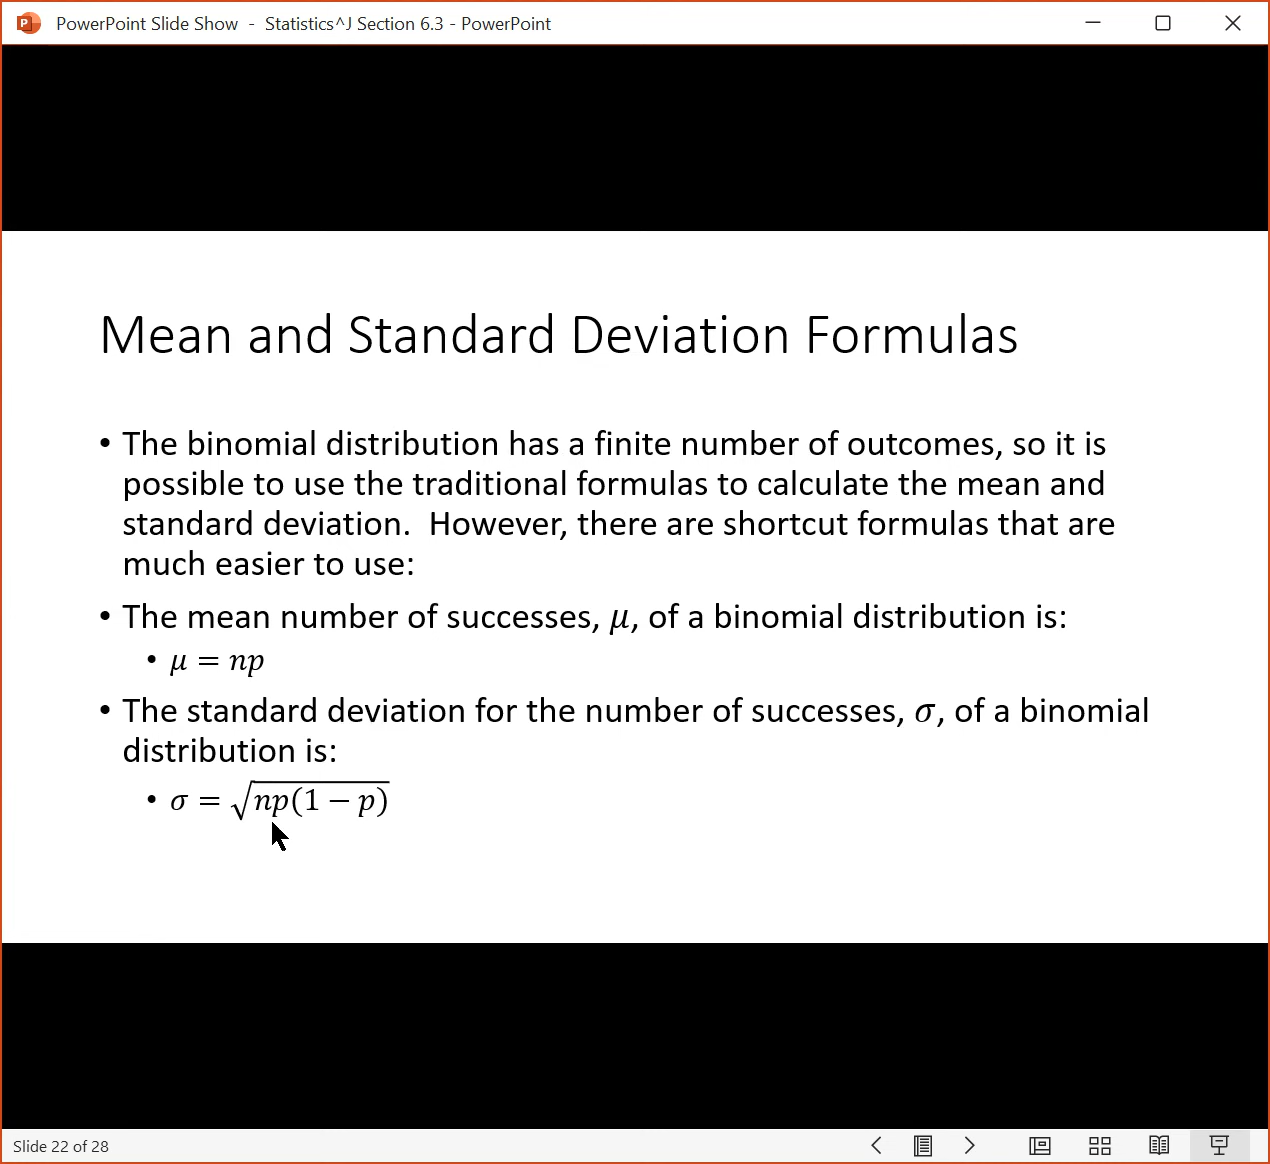 PowerPoint Slide Show - Statistics^J Section 6.3 - PowerPoint
Mean and Standard Deviation Formulas
• The binomial distribution has a finite number of outcomes, so it is
possible to use the traditional formulas to calculate the mean and
standard deviation.  However, there are shortcut formulas that are
much easier to use:
• The mean number of successes, μ, of a binomial distribution is:
• μ = np
• The standard deviation for the number of successes, σ, of a binomial
distribution is:
• σ = √np(1 − p)
Slide 22 of 28